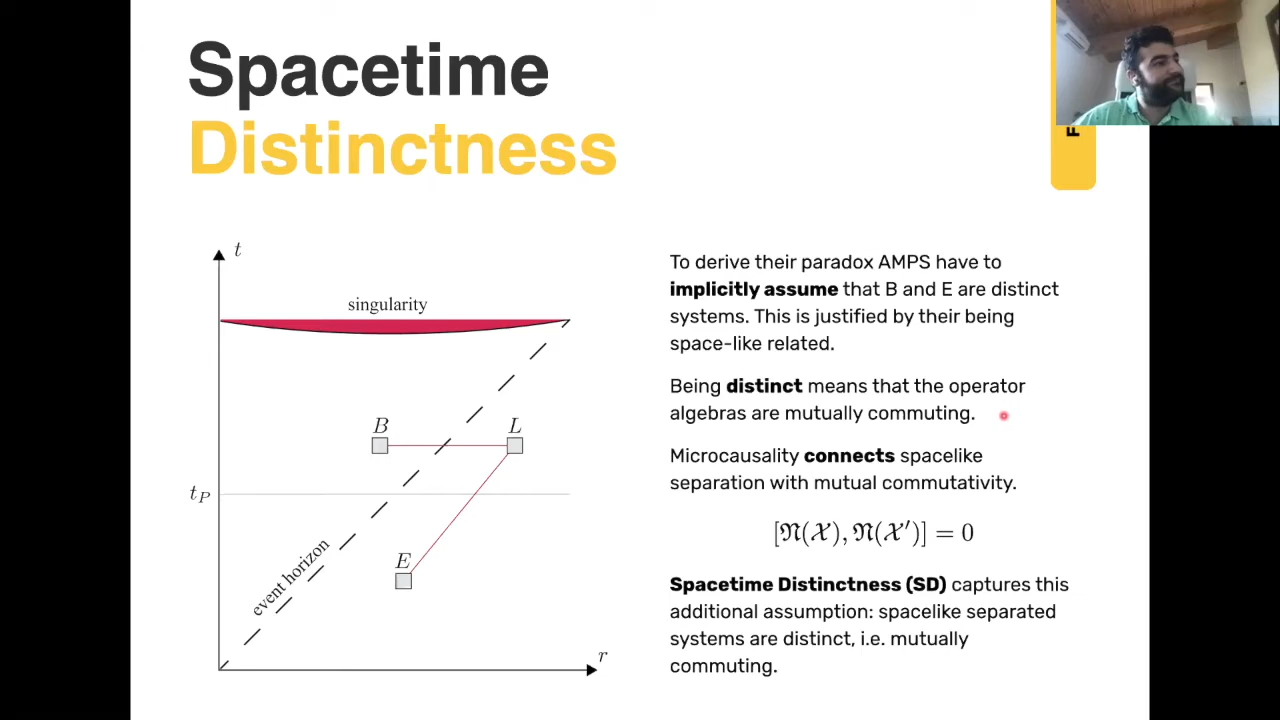 Spacetime
Distinctness
F
t
singularity
B
L
t_P
E
event horizon
r
To derive their paradox AMPS have to
implicitly assume that B and E are distinct
systems. This is justified by their being
space-like related.
Being distinct means that the operator
algebras are mutually commuting.
Microcausality connects spacelike
separation with mutual commutativity.
[𝔑(𝒳), 𝔑(𝒳′)] = 0
Spacetime Distinctness (SD) captures this
additional assumption: spacelike separated
systems are distinct, i.e. mutually
commuting.